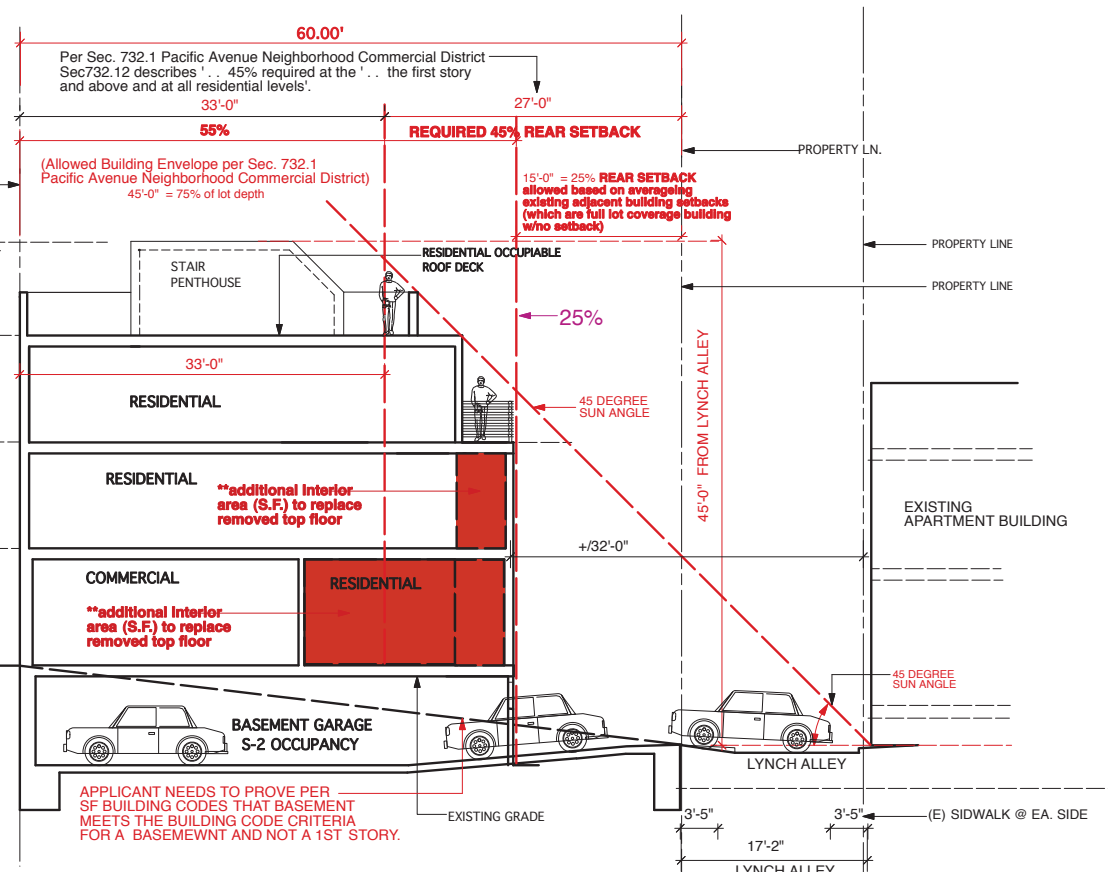 60.00'
Per Sec. 732.1 Pacific Avenue Neighborhood Commercial District
Sec732.12 describes ' . . 45% required at the ' . . the first story
and above and at all residential levels'.
33'-0"
27'-0"
55%
REQUIRED 45% REAR SETBACK
PROPERTY LN.
(Allowed Building Envelope per Sec. 732.1
Pacific Avenue Neighborhood Commercial District)
45'-0" = 75% of lot depth
15'-0" = 25% REAR SETBACK
allowed based on averageing
existing adjacent building setbacks
(which are full lot coverage building
w/no setback)
RESIDENTIAL OCCUPIABLE
ROOF DECK
PROPERTY LINE
STAIR
PENTHOUSE
PROPERTY LINE
25%
33'-0"
45'-0" FROM LYNCH ALLEY
RESIDENTIAL
45 DEGREE
SUN ANGLE
RESIDENTIAL
**additional Interior
area (S.F.) to replace
removed top floor
EXISTING
APARTMENT BUILDING
+/32'-0"
COMMERCIAL
RESIDENTIAL
**additional Interior
area (S.F.) to replace
removed top floor
45 DEGREE
SUN ANGLE
BASEMENT GARAGE
S-2 OCCUPANCY
LYNCH ALLEY
APPLICANT NEEDS TO PROVE PER
SF BUILDING CODES THAT BASEMENT
MEETS THE BUILDING CODE CRITERIA
FOR A BASEMEWNT AND NOT A 1ST STORY.
EXISTING GRADE
3'-5"
3'-5"
(E) SIDWALK @ EA. SIDE
17'-2"
LYNCH ALLEY